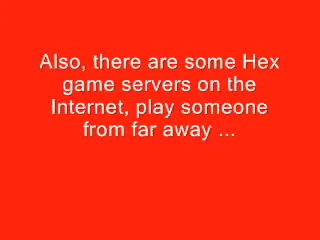 Also, there are some Hex
game servers on the
Internet, play someone
from far away ...